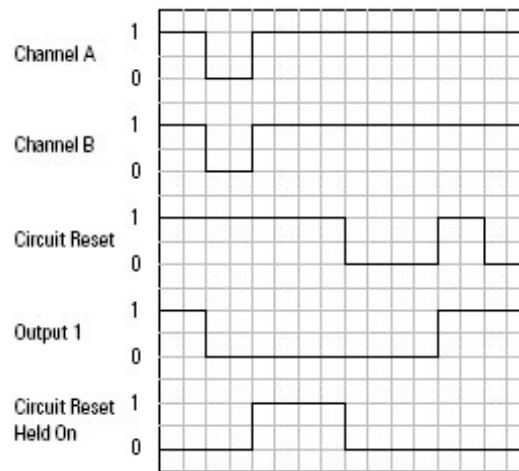 Channel A 1
0
Channel B 1
0
Circuit Reset 1
0
Output 1 1
0
Circuit Reset 1
Held On 0